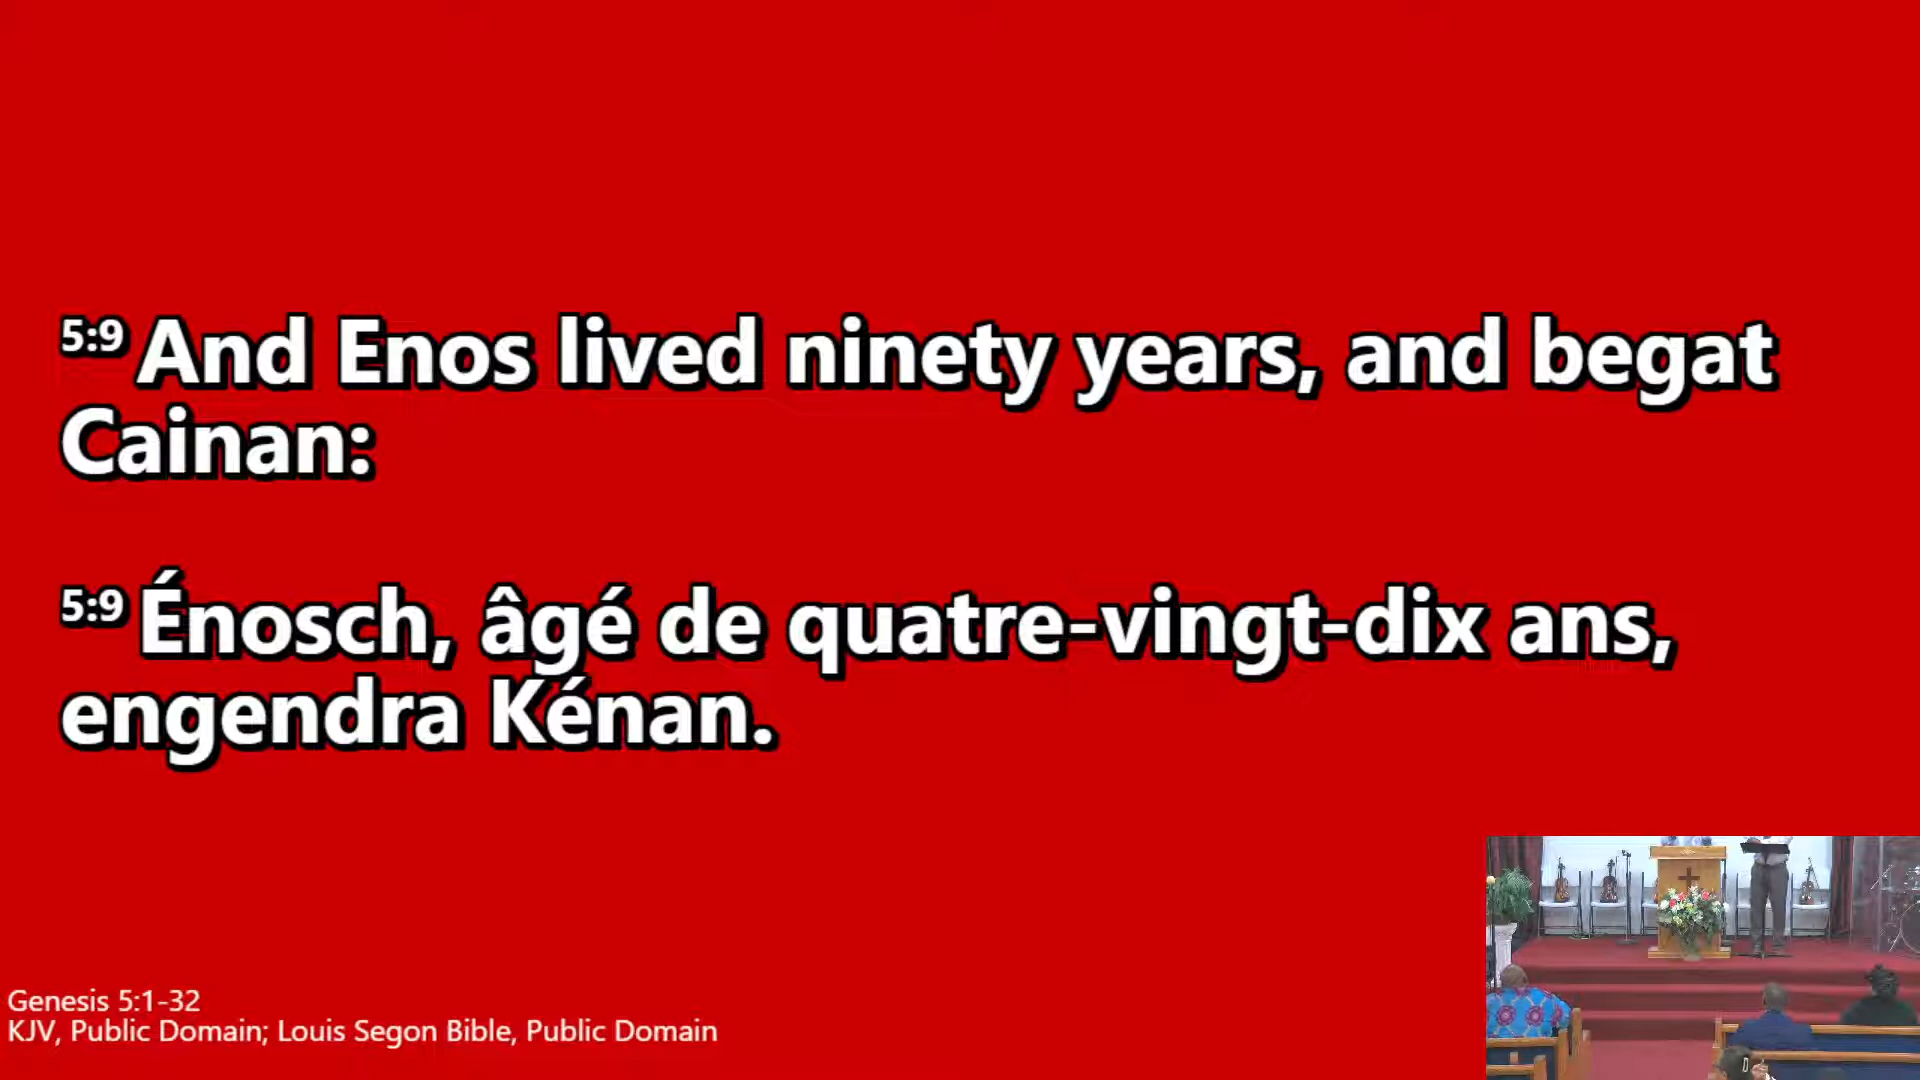 5:9 And Enos lived ninety years, and begat
Cainan:
5:9 Énosch, âgé de quatre-vingt-dix ans,
engendra Kénan.
Genesis 5:1-32
KJV, Public Domain; Louis Segon Bible, Public Domain